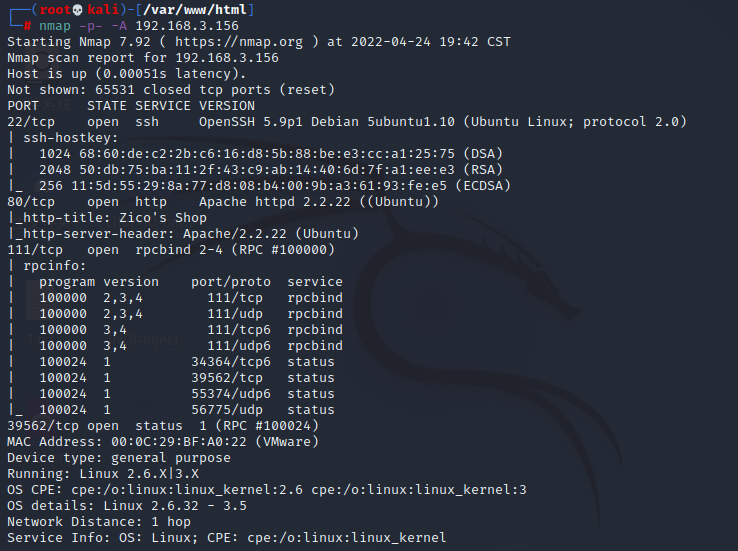 ┌──(root💀kali)-[/var/www/html]
└─# nmap -p- -A 192.168.3.156
Starting Nmap 7.92 ( https://nmap.org ) at 2022-04-24 19:42 CST
Nmap scan report for 192.168.3.156
Host is up (0.00051s latency).
Not shown: 65531 closed tcp ports (reset)
PORT      STATE SERVICE VERSION
22/tcp    open  ssh     OpenSSH 5.9p1 Debian 5ubuntu1.10 (Ubuntu Linux; protocol 2.0)
| ssh-hostkey:
|   1024 68:60:de:c2:2b:c6:16:d8:5b:88:be:e3:cc:a1:25:75 (DSA)
|   2048 50:db:75:ba:11:2f:43:c9:ab:14:40:6d:7f:a1:ee:e3 (RSA)
|_  256 11:5d:55:29:8a:77:d8:08:b4:00:9b:a3:61:93:fe:e5 (ECDSA)
80/tcp    open  http    Apache httpd 2.2.22 ((Ubuntu))
|_http-title: Zico's Shop
|_http-server-header: Apache/2.2.22 (Ubuntu)
111/tcp   open  rpcbind 2-4 (RPC #100000)
| rpcinfo:
|   program version    port/proto  service
|   100000  2,3,4        111/tcp   rpcbind
|   100000  2,3,4        111/udp   rpcbind
|   100000  3,4          111/tcp6  rpcbind
|   100000  3,4          111/udp6  rpcbind
|   100024  1          34364/tcp6  status
|   100024  1          39562/tcp   status
|   100024  1          55374/udp6  status
|_  100024  1          56775/udp   status
39562/tcp open  status  1 (RPC #100024)
MAC Address: 00:0C:29:BF:A0:22 (VMware)
Device type: general purpose
Running: Linux 2.6.X|3.X
OS CPE: cpe:/o:linux:linux_kernel:2.6 cpe:/o:linux:linux_kernel:3
OS details: Linux 2.6.32 - 3.5
Network Distance: 1 hop
Service Info: OS: Linux; CPE: cpe:/o:linux:linux_kernel